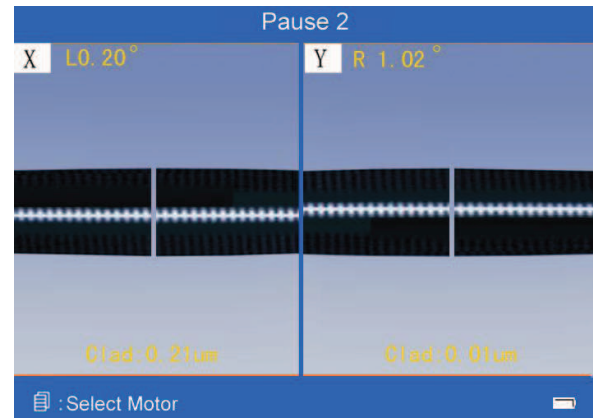 Pause 2
X L0.20°
Y R 1.02°
Clad:0.21um
Clad:0.01um
:Select Motor